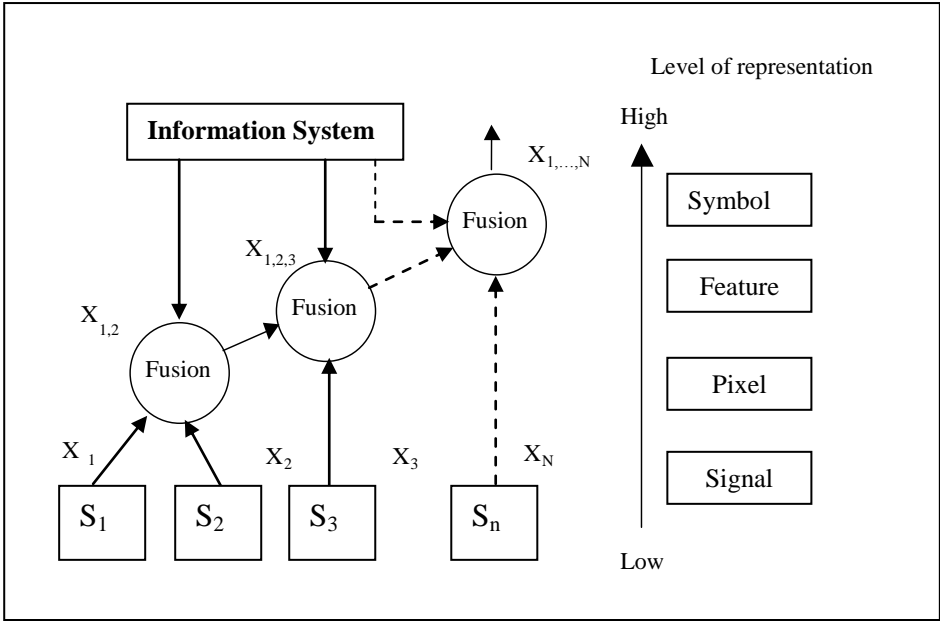 Level of representation
High
Information System
X1,…,N
Symbol
Fusion
X1,2,3
Feature
Fusion
X1,2
Fusion
Pixel
X 1
X2
X3
XN
Signal
S1
S2
S3
Sn
Low